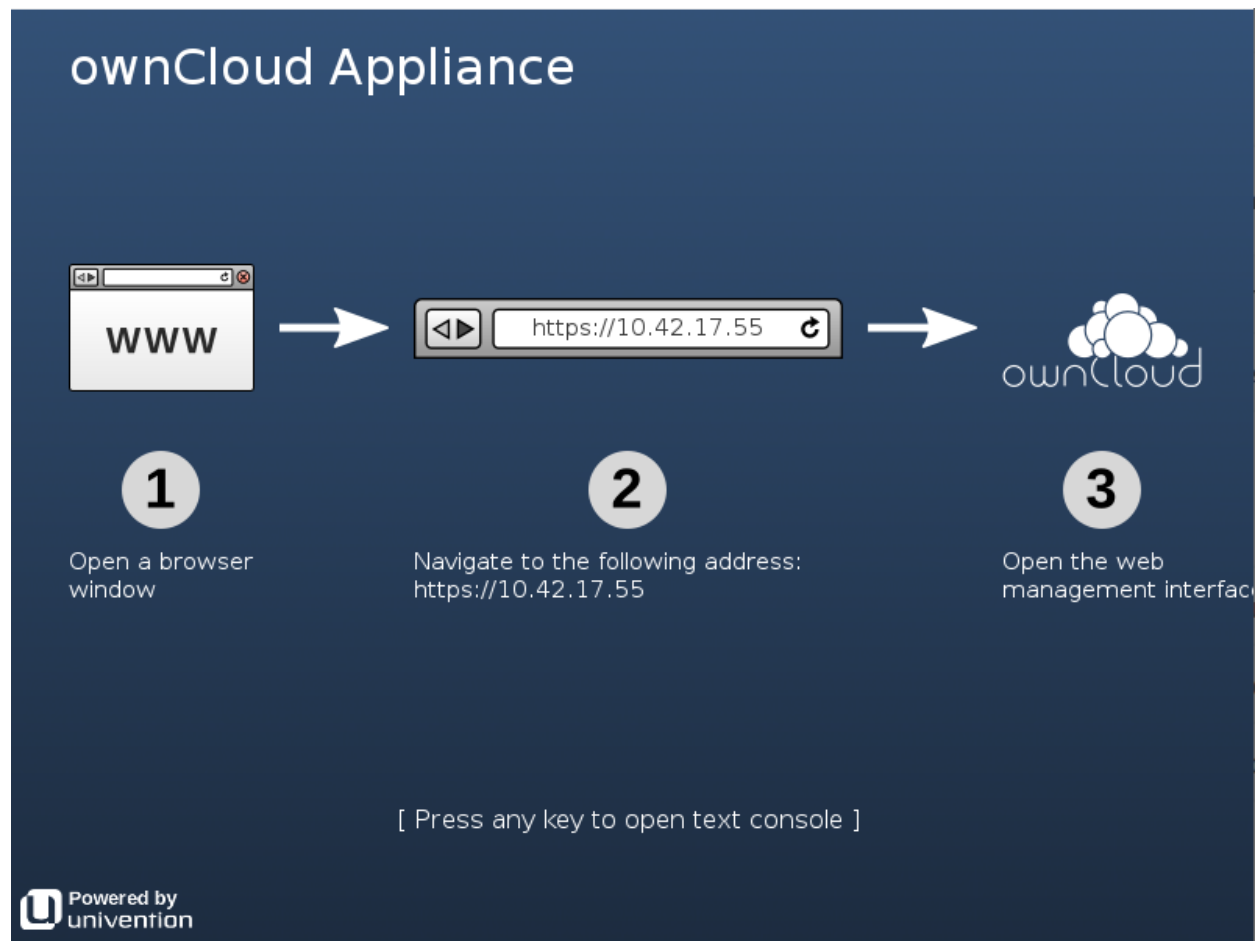 ownCloud Appliance
www
https://10.42.17.55
ownCloud
1
2
3
Open a browser
window
Navigate to the following address:
https://10.42.17.55
Open the web
management interfac
[ Press any key to open text console ]
Powered by
univention